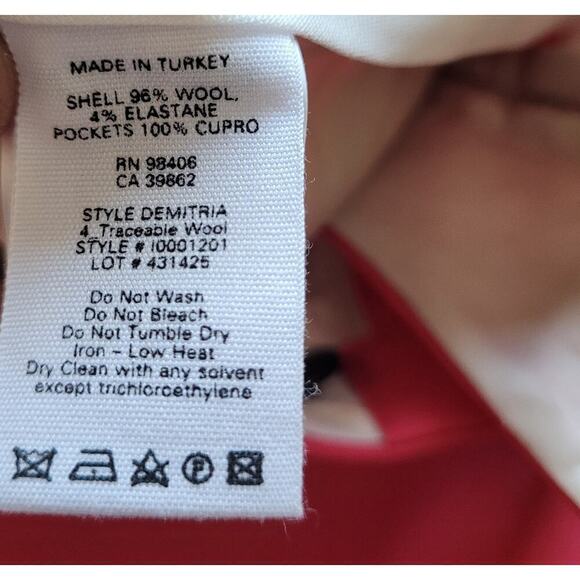 MADE IN TURKEY
SHELL 96% WOOL,
4% ELASTANE
POCKETS 100% CUPRO
RN 98406
CA 39862
STYLE DEMITRIA
4_Traceable Wool
STYLE # I0001201
LOT # 431425
Do Not Wash
Do Not Bleach
Do Not Tumble Dry
Iron - Low Heat
Dry Clean with any solvent
except trichloroethylene
P